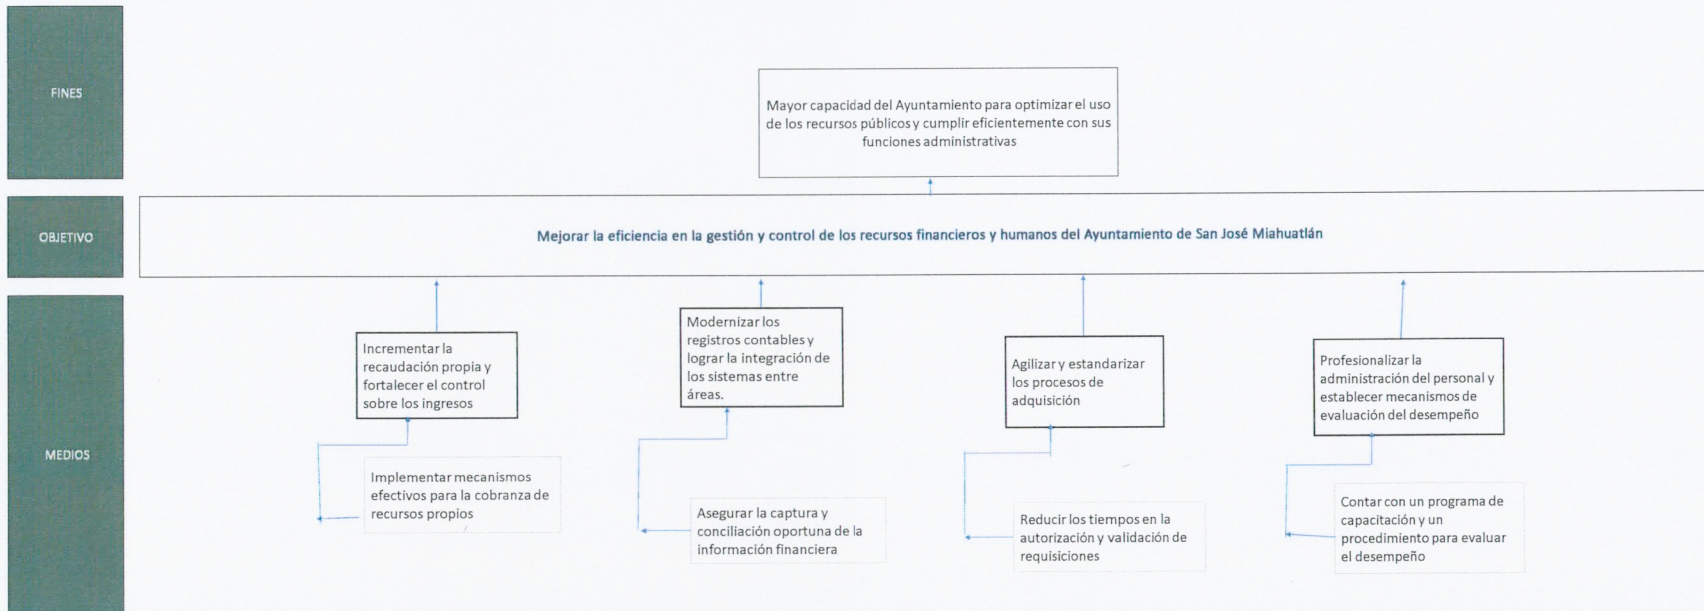 FINES
Mayor capacidad del Ayuntamiento para optimizar el uso
de los recursos públicos y cumplir eficientemente con sus
funciones administrativas
OBJETIVO
Mejorar la eficiencia en la gestión y control de los recursos financieros y humanos del Ayuntamiento de San José Miahuatlán
MEDIOS
Incrementar la
recaudación propia y
fortalecer el control
sobre los ingresos
Modernizar los
registros contables y
lograr la integración de
los sistemas entre
áreas.
Agilizar y estandarizar
los procesos de
adquisición
Profesionalizar la
administración del personal y
establecer mecanismos de
evaluación del desempeño
Implementar mecanismos
efectivos para la cobranza de
recursos propios
Asegurar la captura y
conciliación oportuna de la
información financiera
Reducir los tiempos en la
autorización y validación de
requisiciones
Contar con un programa de
capacitación y un
procedimiento para evaluar
el desempeño